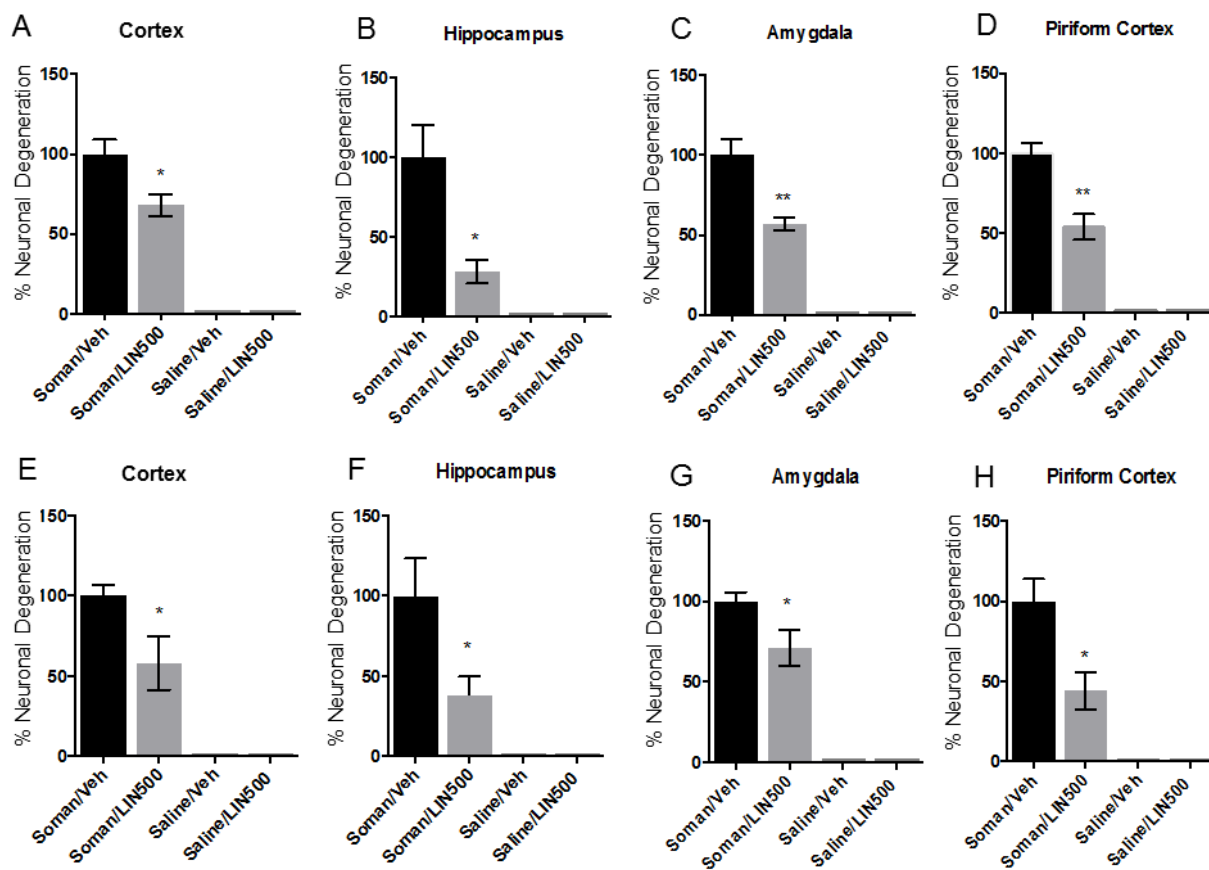 A
Cortex
% Neuronal Degeneration
150
100
50
0
*
Soman/Veh
Soman/LIN500
Saline/Veh
Saline/LIN500
B
Hippocampus
% Neuronal Degeneration
150
100
50
0
*
Soman/Veh
Soman/LIN500
Saline/Veh
Saline/LIN500
C
Amygdala
% Neuronal Degeneration
150
100
50
0
**
Soman/Veh
Soman/LIN500
Saline/Veh
Saline/LIN500
D
Piriform Cortex
% Neuronal Degeneration
150
100
50
0
**
Soman/Veh
Soman/LIN500
Saline/Veh
Saline/LIN500
E
Cortex
% Neuronal Degeneration
150
100
50
0
*
Soman/Veh
Soman/LIN500
Saline/Veh
Saline/LIN500
F
Hippocampus
% Neuronal Degeneration
150
100
50
0
*
Soman/Veh
Soman/LIN500
Saline/Veh
Saline/LIN500
G
Amygdala
% Neuronal Degeneration
150
100
50
0
*
Soman/Veh
Soman/LIN500
Saline/Veh
Saline/LIN500
H
Piriform Cortex
% Neuronal Degeneration
150
100
50
0
*
Soman/Veh
Soman/LIN500
Saline/Veh
Saline/LIN500